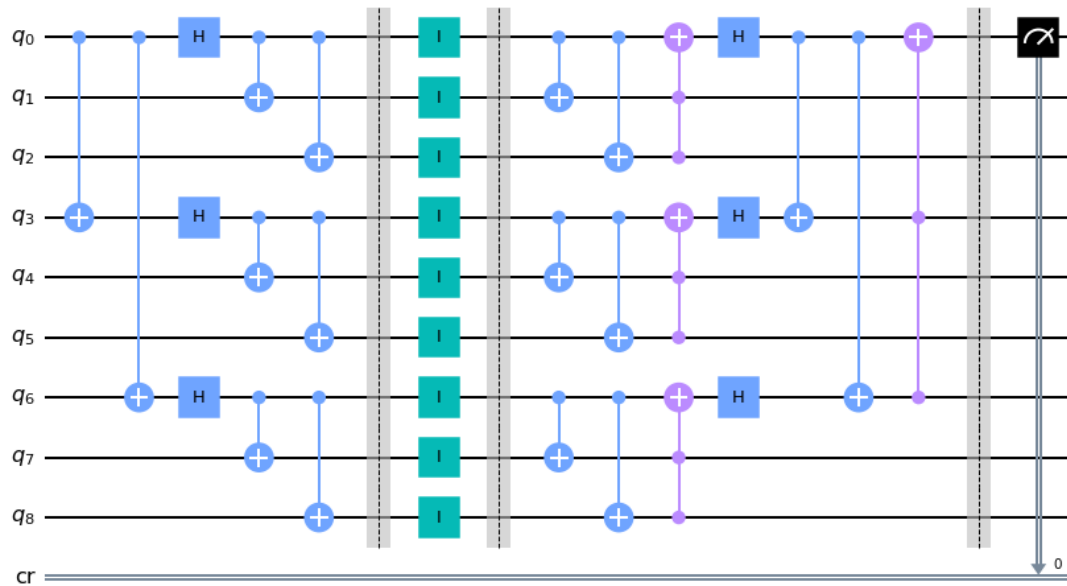 q0 H I H
q1 I
q2 I
q3 H I H
q4 I
q5 I
q6 H I H
q7 I
q8 I
0
cr